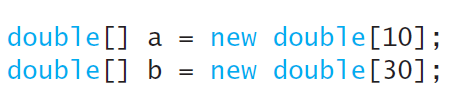 double[] a = new double[10];
double[] b = new double[30];